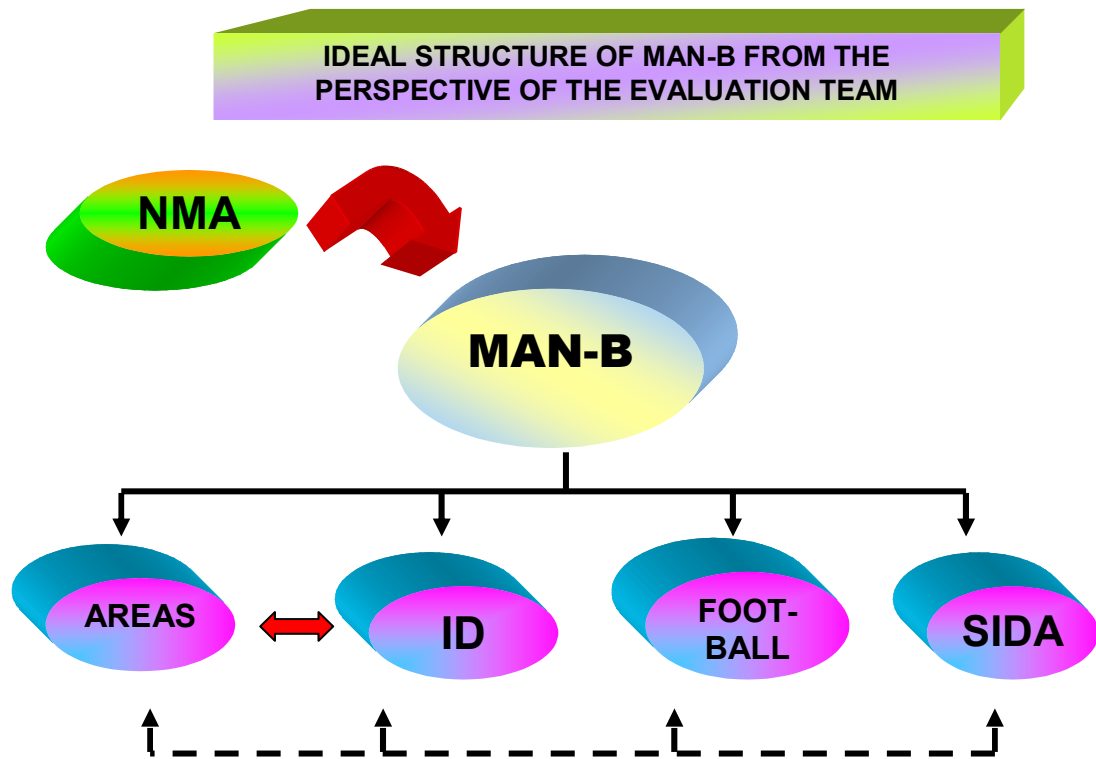 IDEAL STRUCTURE OF MAN-B FROM THE
PERSPECTIVE OF THE EVALUATION TEAM
NMA
MAN-B
AREAS
ID
FOOT-
BALL
SIDA